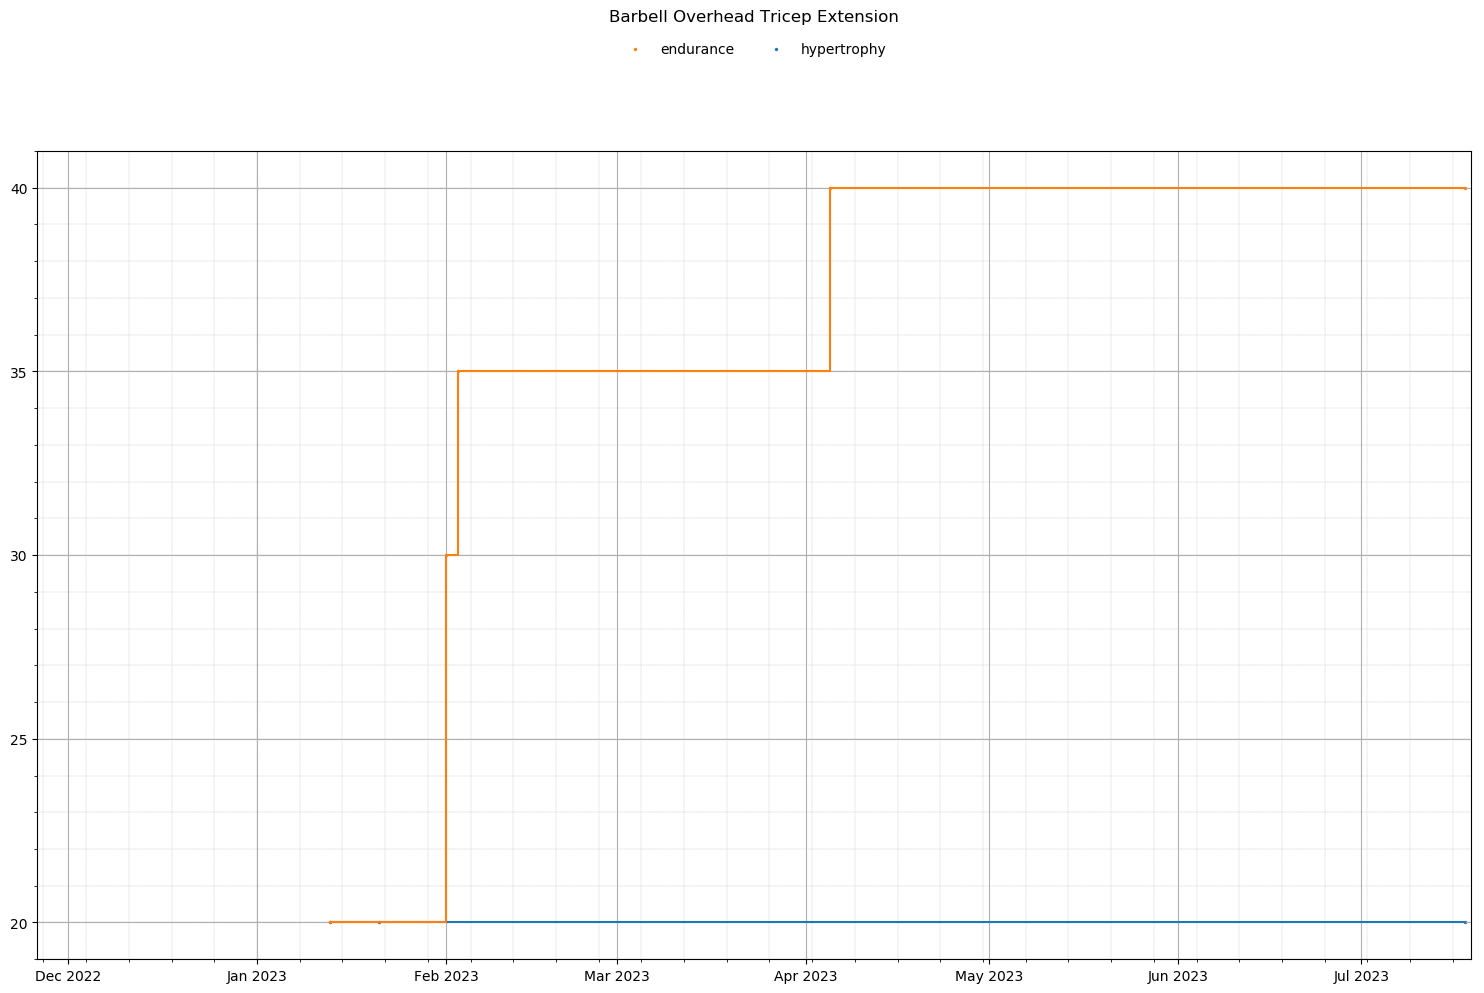 Barbell Overhead Tricep Extension
endurance hypertrophy
40
35
30
25
20
Dec 2022 Jan 2023 Feb 2023 Mar 2023 Apr 2023 May 2023 Jun 2023 Jul 2023